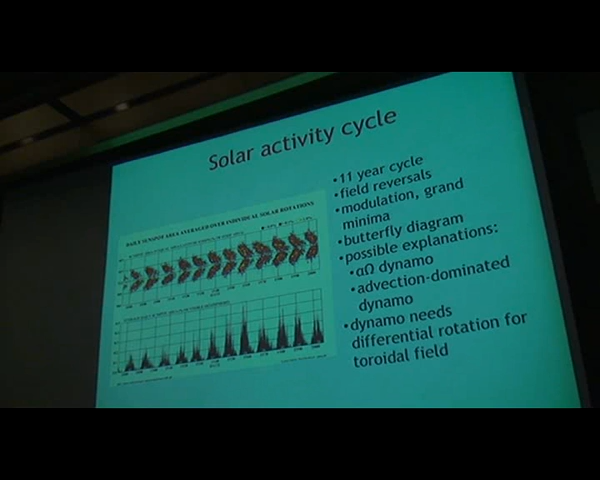 Solar activity cycle
•11 year cycle
•field reversals
•modulation, grand
minima
•butterfly diagram
•possible explanations:
•αΩ dynamo
•advection-dominated
dynamo
•dynamo needs
differential rotation for
toroidal field
DAILY SUNSPOT AREA AVERAGED OVER INDIVIDUAL SOLAR ROTATIONS